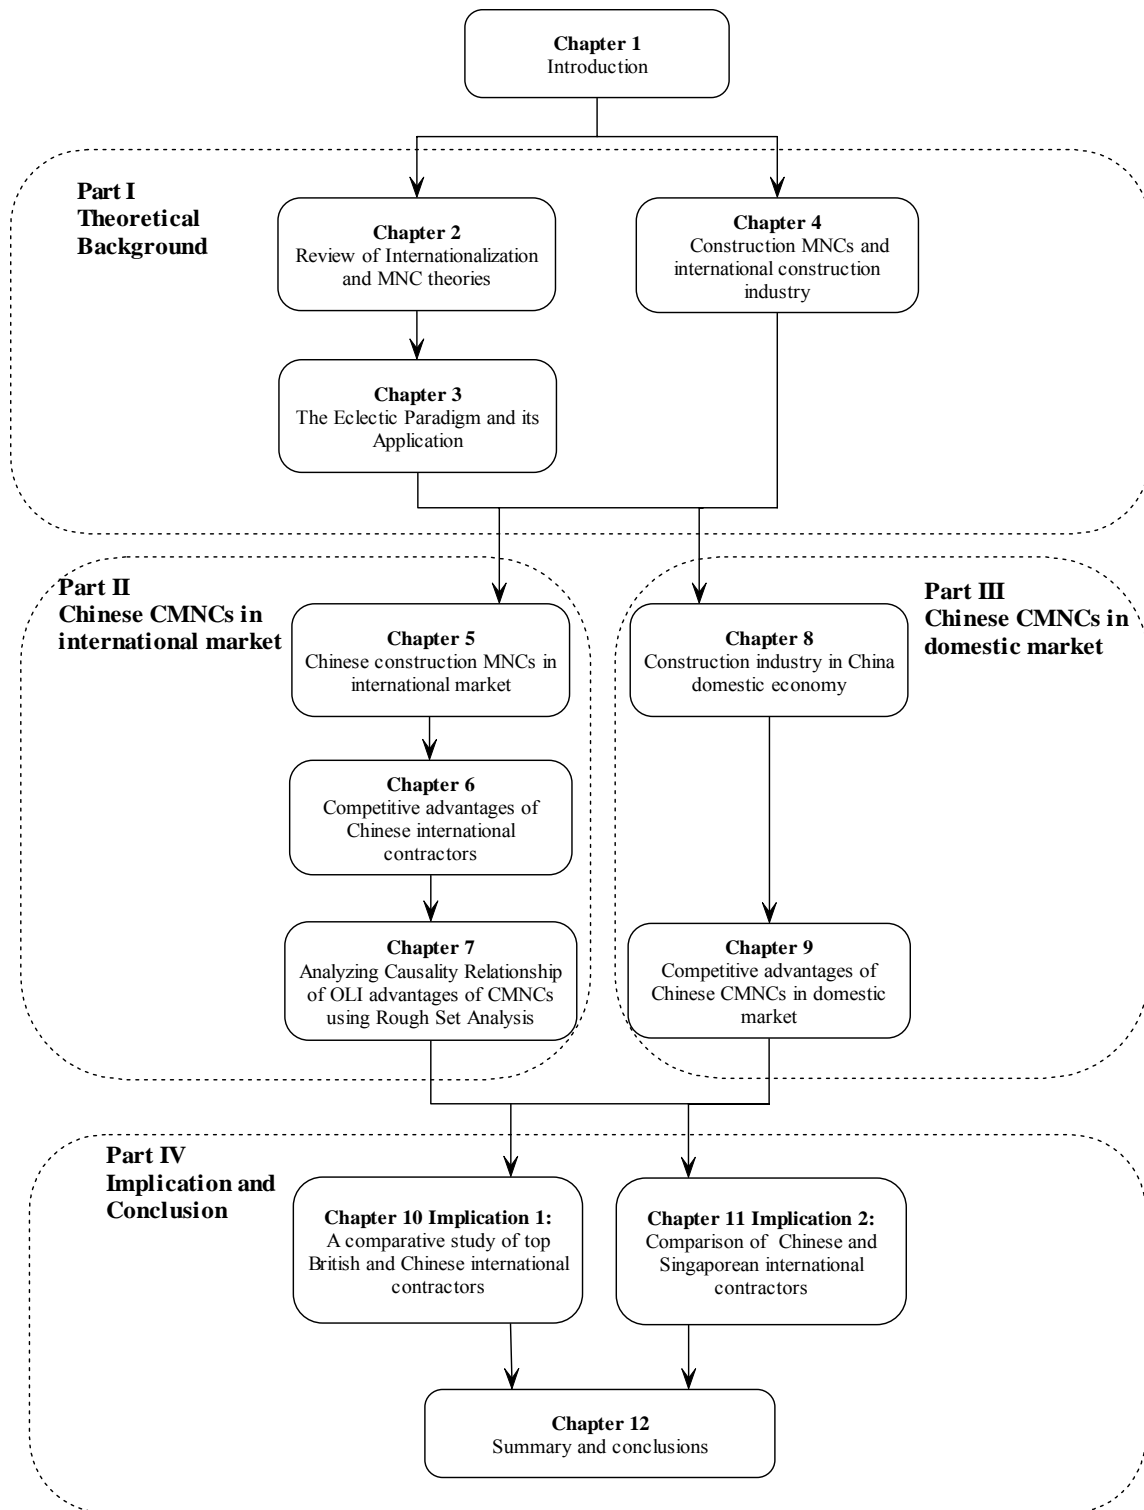 Chapter 1
Introduction
Part I
Theoretical
Background
Chapter 2
Review of Internationalization
and MNC theories
Chapter 4
Construction MNCs and
international construction
industry
Chapter 3
The Eclectic Paradigm and its
Application
Part II
Chinese CMNCs in
international market
Part III
Chinese CMNCs in
domestic market
Chapter 5
Chinese construction MNCs in
international market
Chapter 8
Construction industry in China
domestic economy
Chapter 6
Competitive advantages of
Chinese international
contractors
Chapter 7
Analyzing Causality Relationship
of OLI advantages of CMNCs
using Rough Set Analysis
Chapter 9
Competitive advantages of
Chinese CMNCs in domestic
market
Part IV
Implication and
Conclusion
Chapter 10 Implication 1:
A comparative study of top
British and Chinese international
contractors
Chapter 11 Implication 2:
Comparison of Chinese and
Singaporean international
contractors
Chapter 12
Summary and conclusions